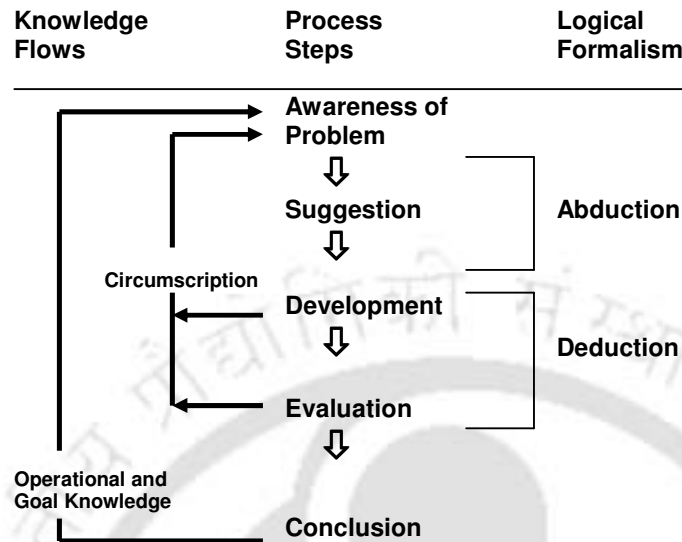 Knowledge Flows
Process Steps
Logical Formalism
Awareness of Problem
Suggestion
Abduction
Circumscription
Development
Deduction
Evaluation
Operational and Goal Knowledge
Conclusion